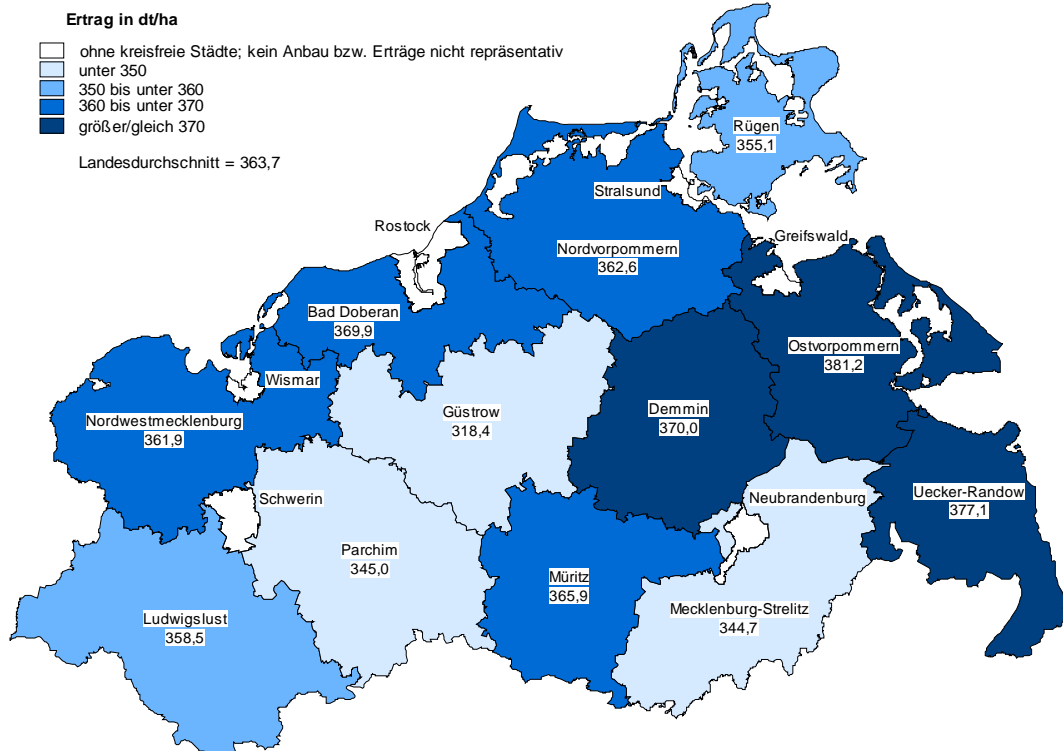 Ertrag in dt/ha
ohne kreisfreie Städte; kein Anbau bzw. Erträge nicht repräsentativ
unter 350
350 bis unter 360
360 bis unter 370
größer/gleich 370
Landesdurchschnitt = 363,7
Rügen
355,1
Stralsund
Rostock
Greifswald
Nordvorpommern
362,6
Bad Doberan
369,9
Ostvorpommern
381,2
Wismar
Nordwestmecklenburg
361,9
Güstrow
318,4
Demmin
370,0
Schwerin
Neubrandenburg
Uecker-Randow
377,1
Parchim
345,0
Müritz
365,9
Mecklenburg-Strelitz
344,7
Ludwigslust
358,5